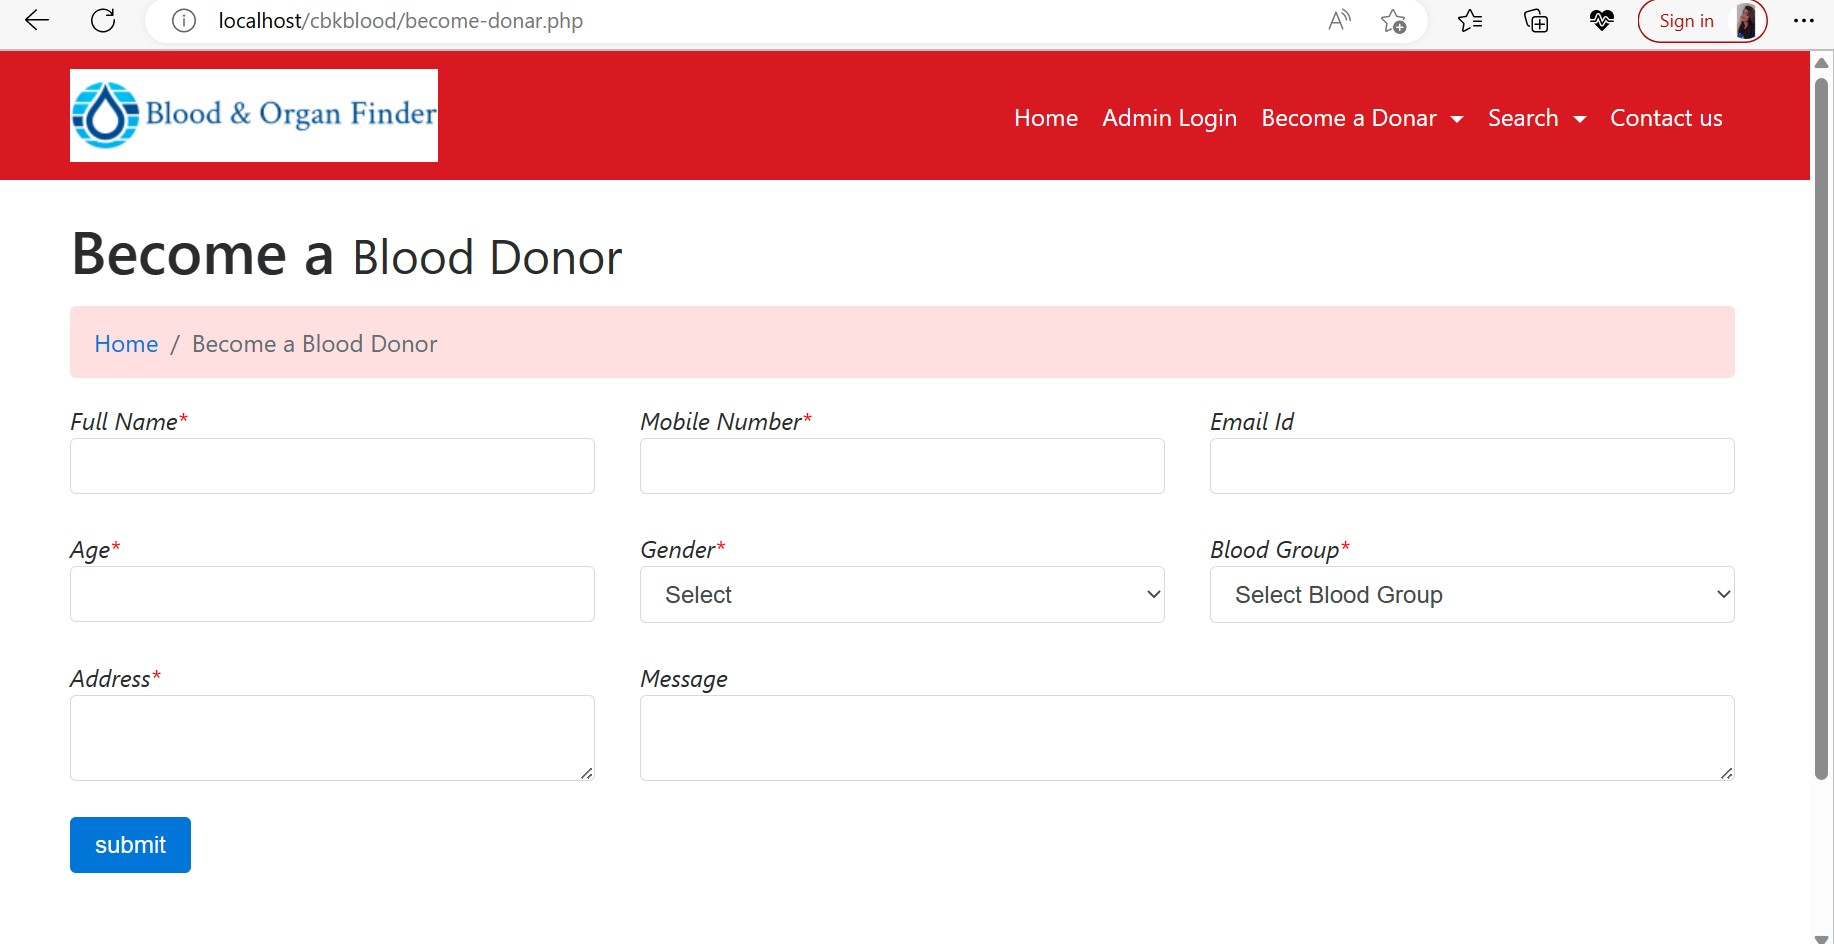 localhost/cbkblood/become-donar.php
Sign in
Blood & Organ Finder
Home Admin Login Become a Donar Search Contact us
Become a Blood Donor
Home / Become a Blood Donor
Full Name* Mobile Number* Email Id
Age* Gender* Blood Group*
Select Select Blood Group
Address* Message
submit